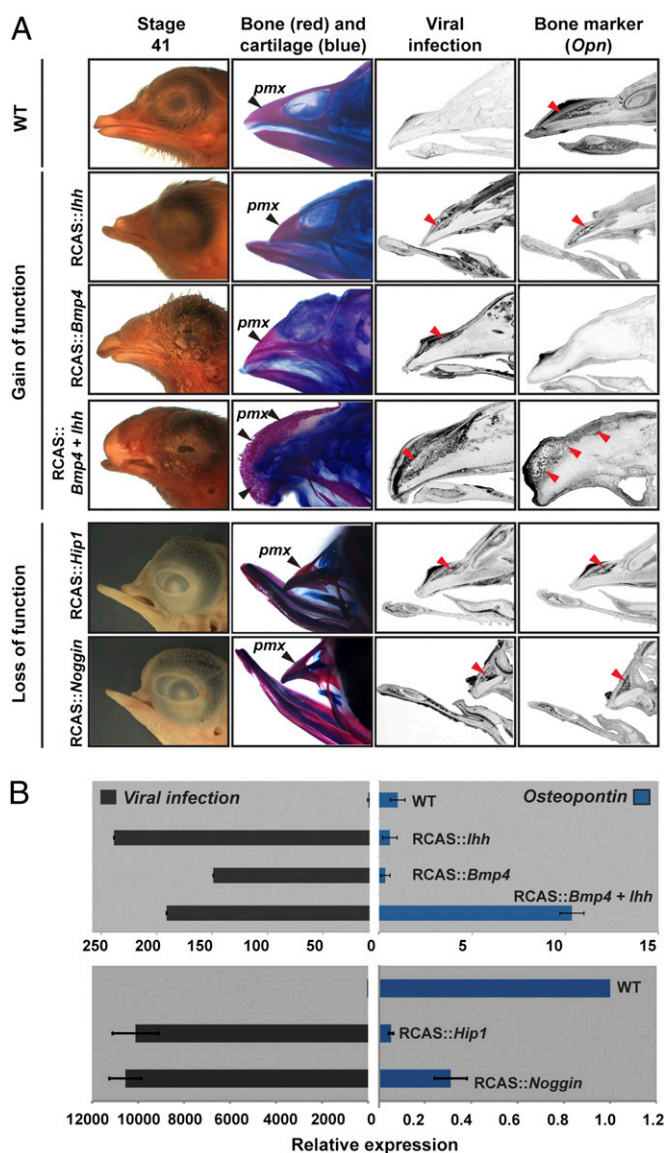 A
Stage
41
Bone (red) and
cartilage (blue)
Viral
infection
Bone marker
(Opn)
WT
pmx
Gain of function
RCAS::Ihh
pmx
RCAS::Bmp4
pmx
RCAS::
Bmp4 + Ihh
pmx
Loss of function
RCAS::Hip1
pmx
RCAS::Noggin
pmx
B
Viral infection
Osteopontin
WT
RCAS::Ihh
RCAS::Bmp4
RCAS::Bmp4 + Ihh
250 200 150 100 50 0 5 10 15
WT
RCAS::Hip1
RCAS::Noggin
12000 10000 8000 6000 4000 2000 0 0.2 0.4 0.6 0.8 1.0 1.2
Relative expression